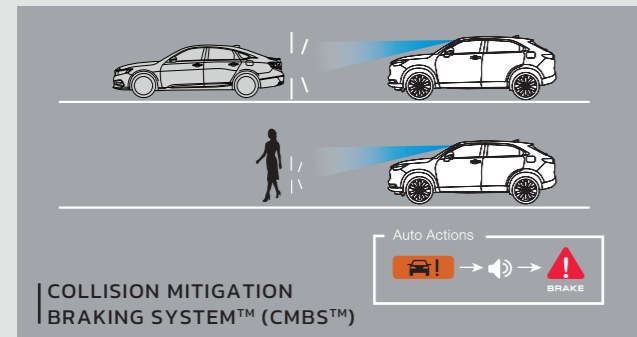 Auto Actions
!
!
BRAKE
COLLISION MITIGATION
BRAKING SYSTEM™ (CMBS™)